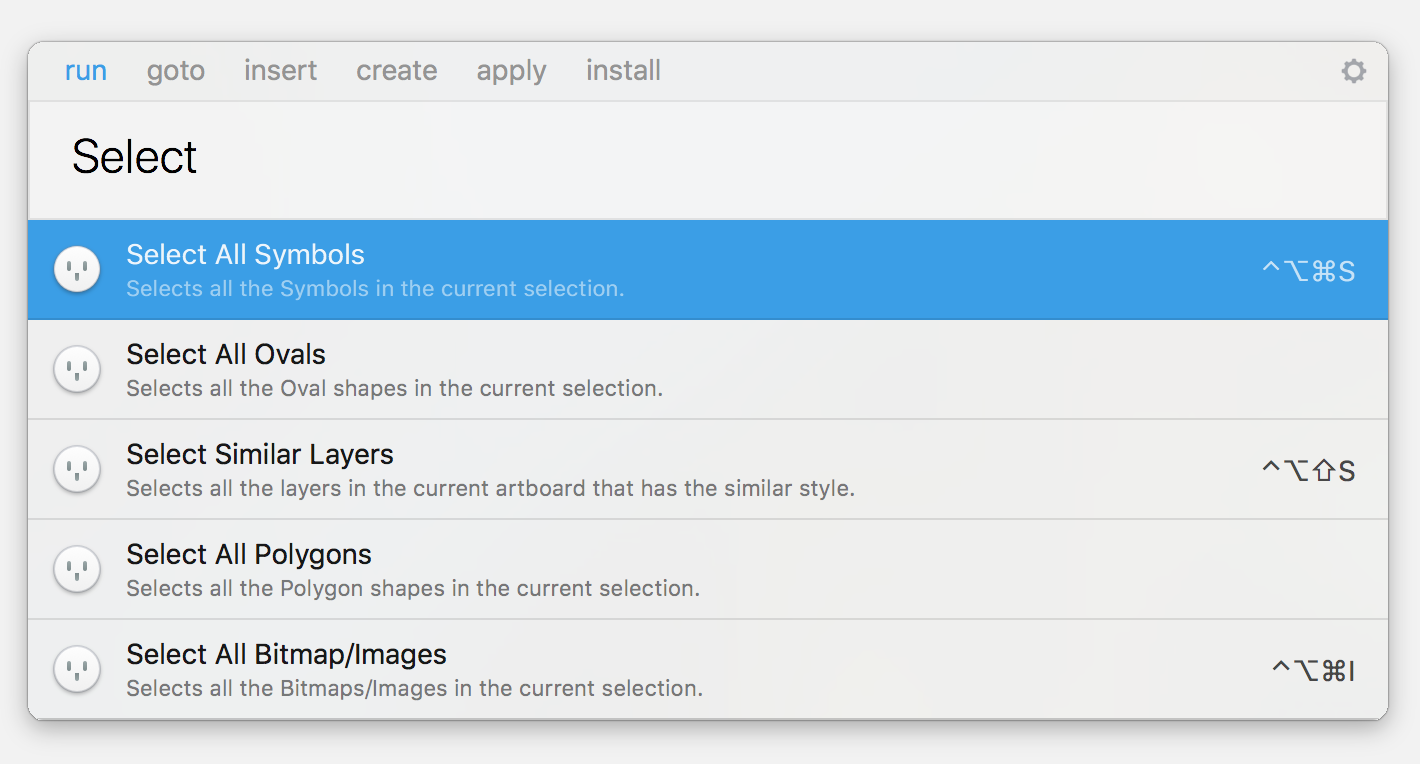 run goto insert create apply install
Select
Select All Symbols
Selects all the Symbols in the current selection.
⌃⌥⌘S
Select All Ovals
Selects all the Oval shapes in the current selection.
Select Similar Layers
Selects all the layers in the current artboard that has the similar style.
⌃⌥⇧S
Select All Polygons
Selects all the Polygon shapes in the current selection.
Select All Bitmap/Images
Selects all the Bitmaps/Images in the current selection.
⌃⌥⌘I